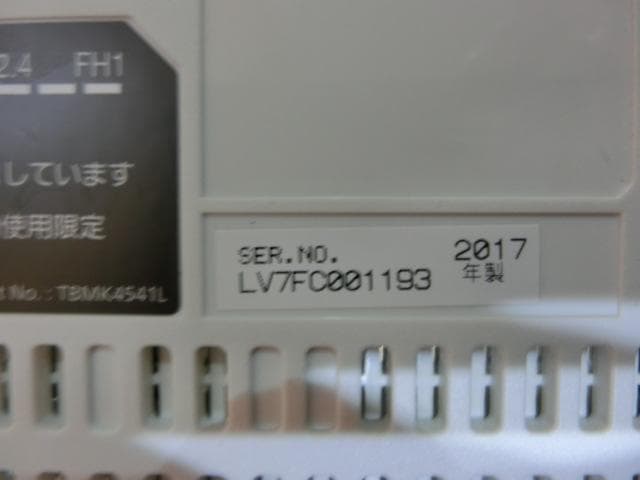 2.4 FH1
しています
使用限定
No.: TBMK4541L
SER.NO.
LV7FC001193
2017
年製